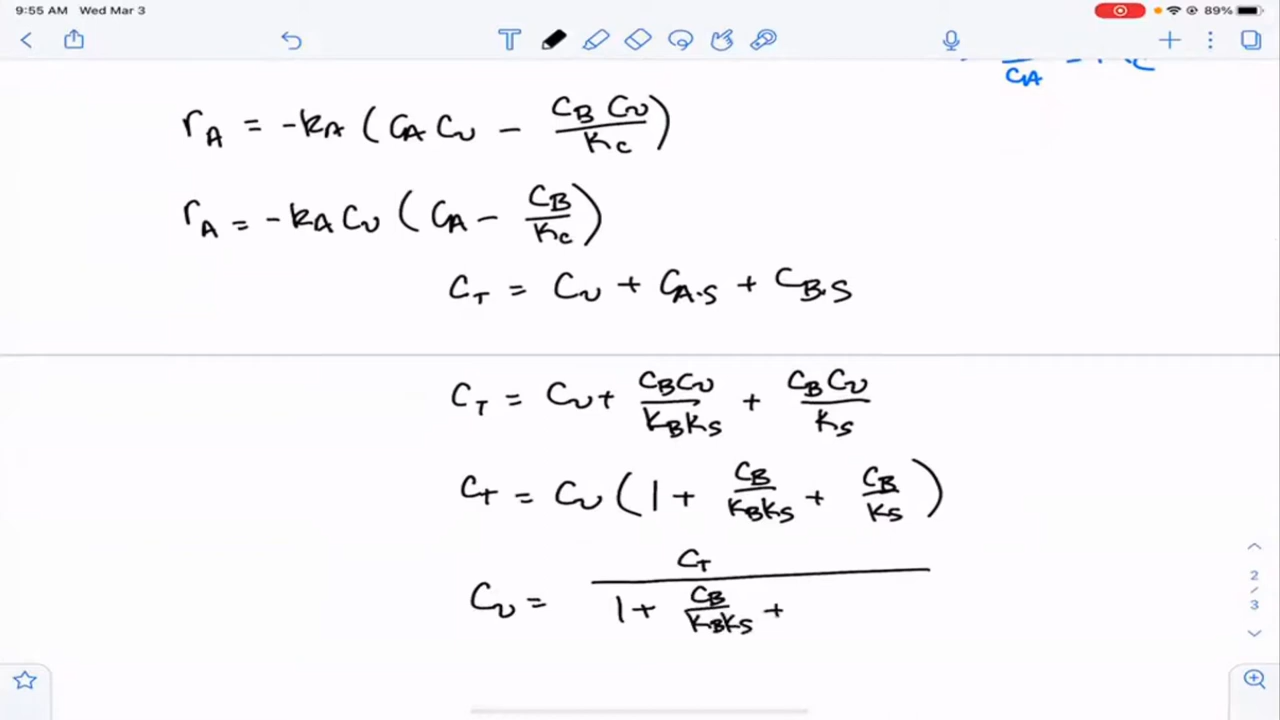 9:55 AM Wed Mar 3
89%
r_A = -k_A (C_A C_v - C_B C_v / K_C)
r_A = -k_A C_v (C_A - C_B / K_C)
C_T = C_v + C_A·S + C_B·S
C_T = C_v + C_B C_v / K_B K_S + C_B C_v / K_S
C_T = C_v (1 + C_B / K_B K_S + C_B / K_S)
C_v = C_T / 1 + C_B / K_B K_S +
2 / 3